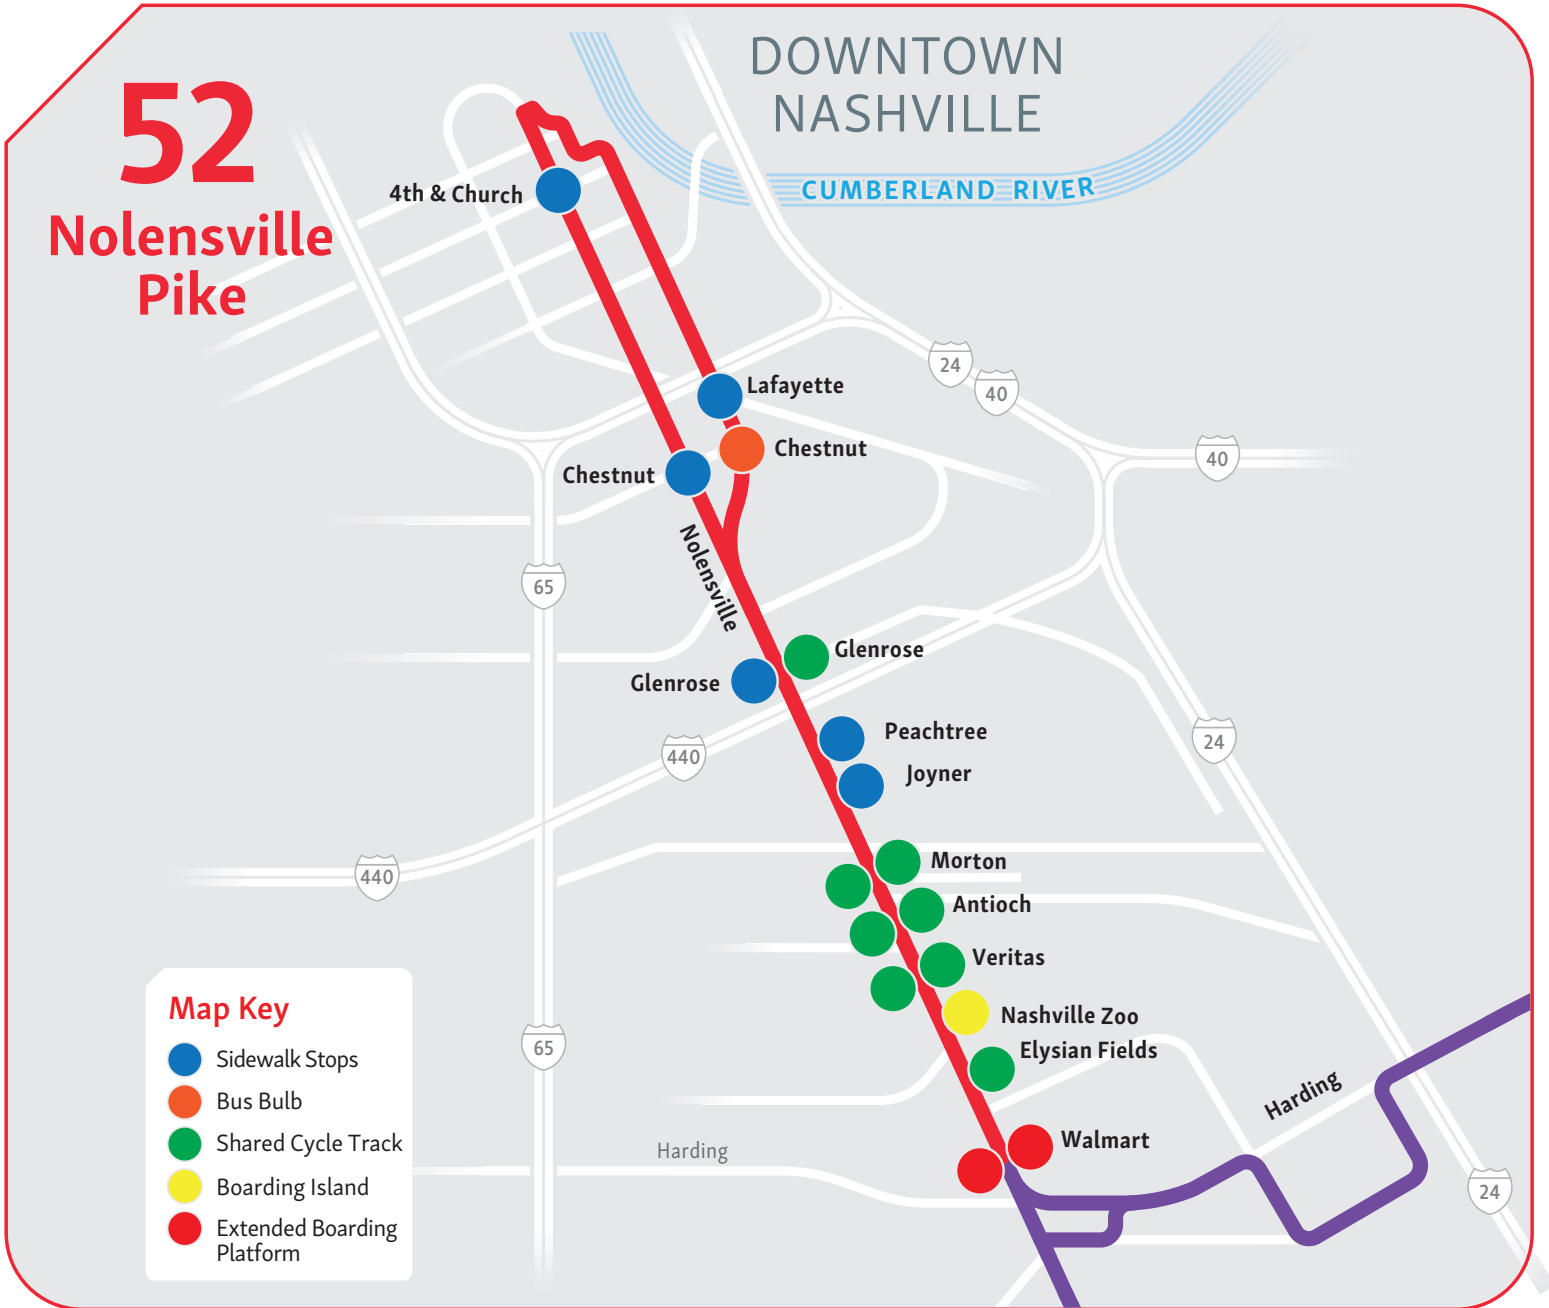 DOWNTOWN
NASHVILLE
52
Nolensville
Pike
CUMBERLAND RIVER
4th & Church
24
40
Lafayette
Chestnut
40
Chestnut
Nolensville
65
Glenrose
Glenrose
Peachtree
24
440
Joyner
Morton
440
Antioch
Veritas
Nashville Zoo
65
Elysian Fields
Harding
Walmart
Harding
24
Map Key
Sidewalk Stops
Bus Bulb
Shared Cycle Track
Boarding Island
Extended Boarding
Platform